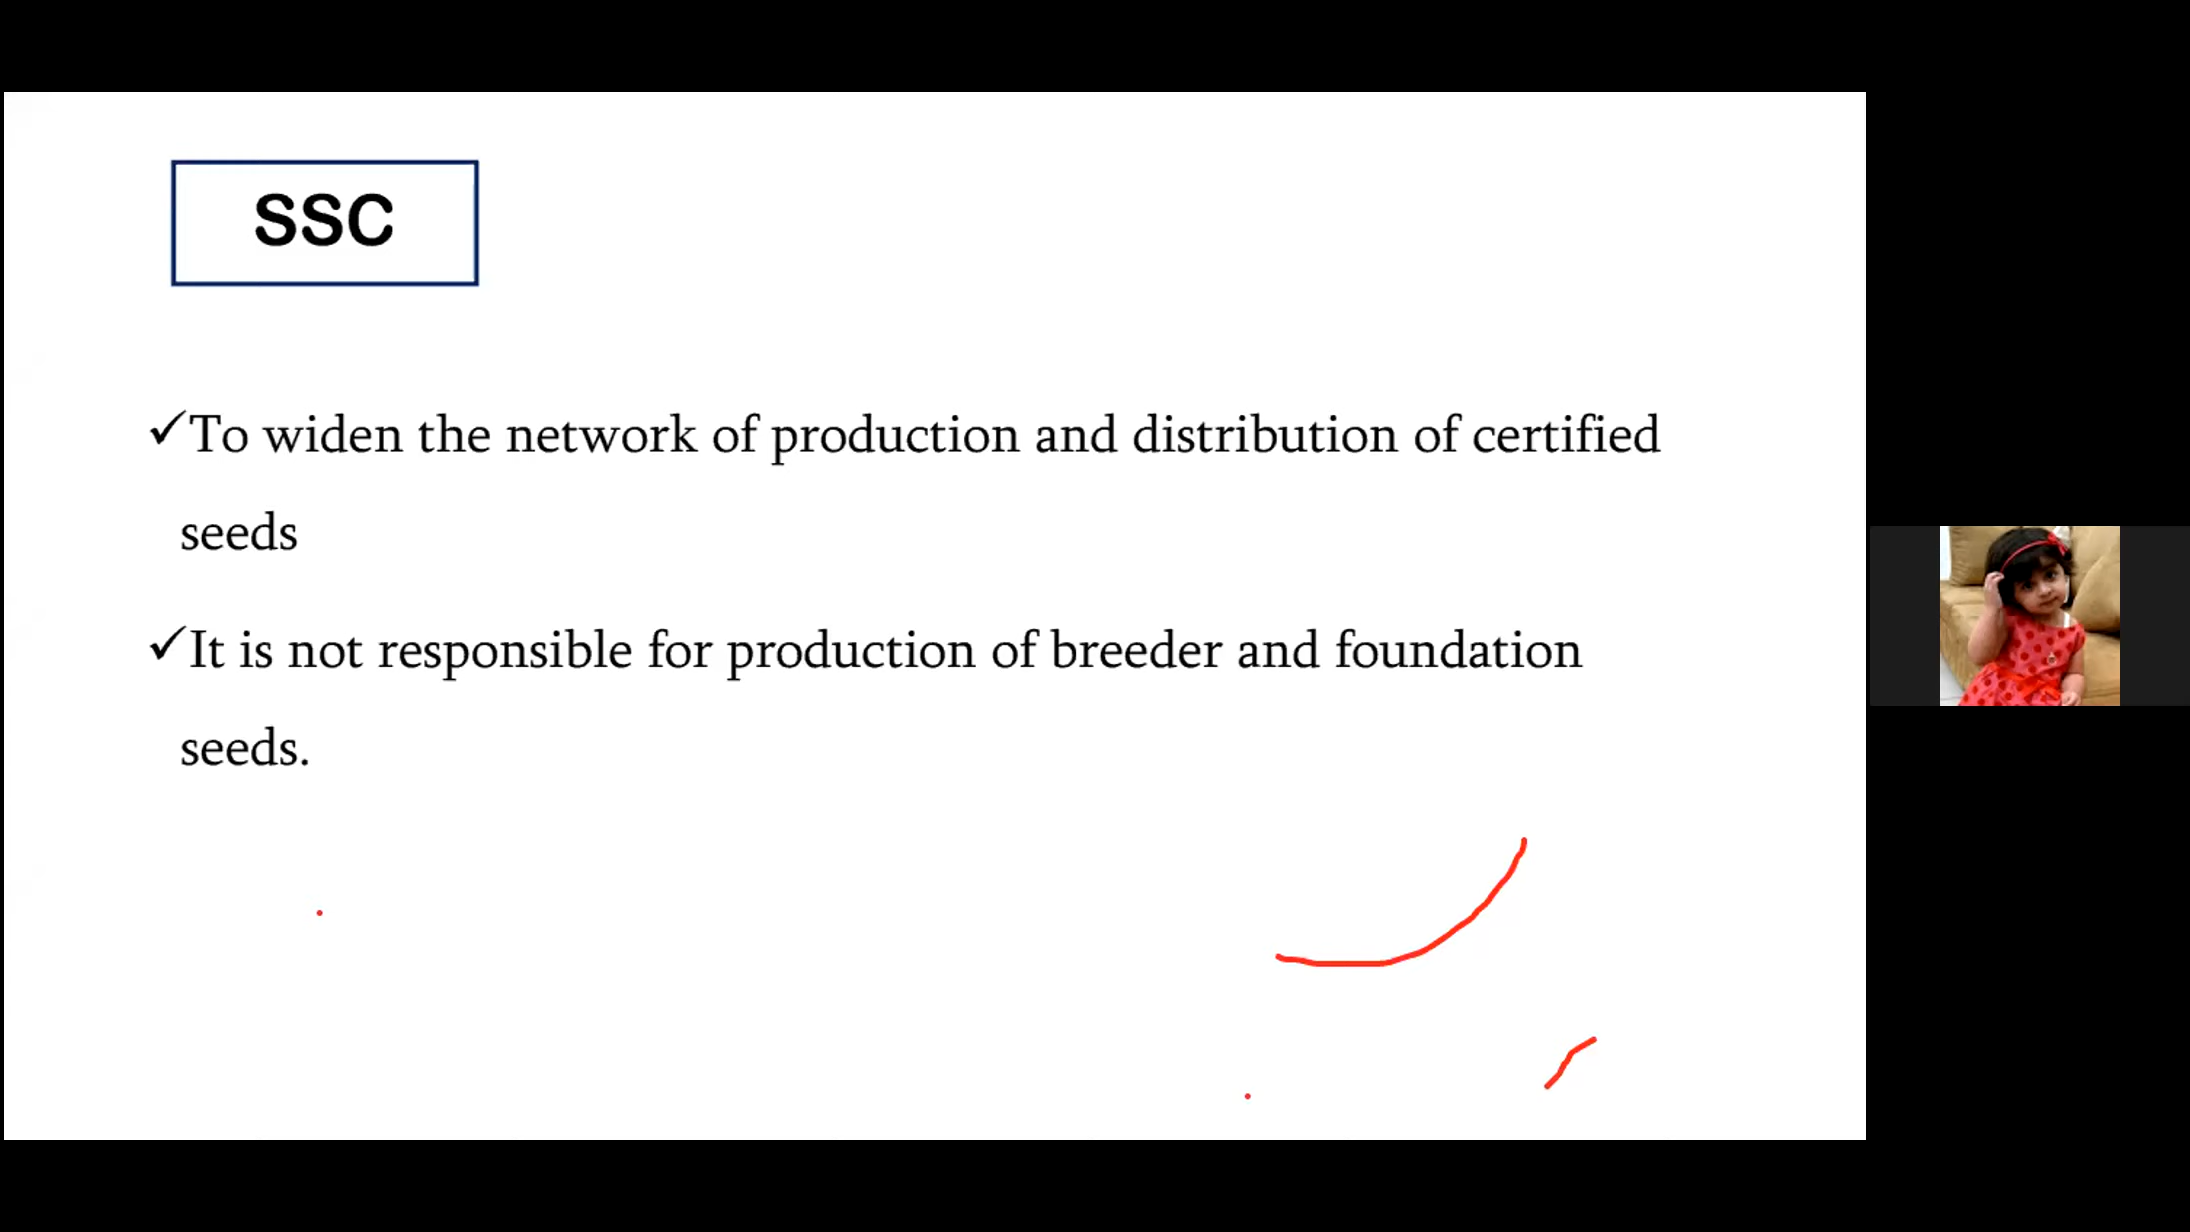 SSC
✓To widen the network of production and distribution of certified
seeds
✓It is not responsible for production of breeder and foundation
seeds.